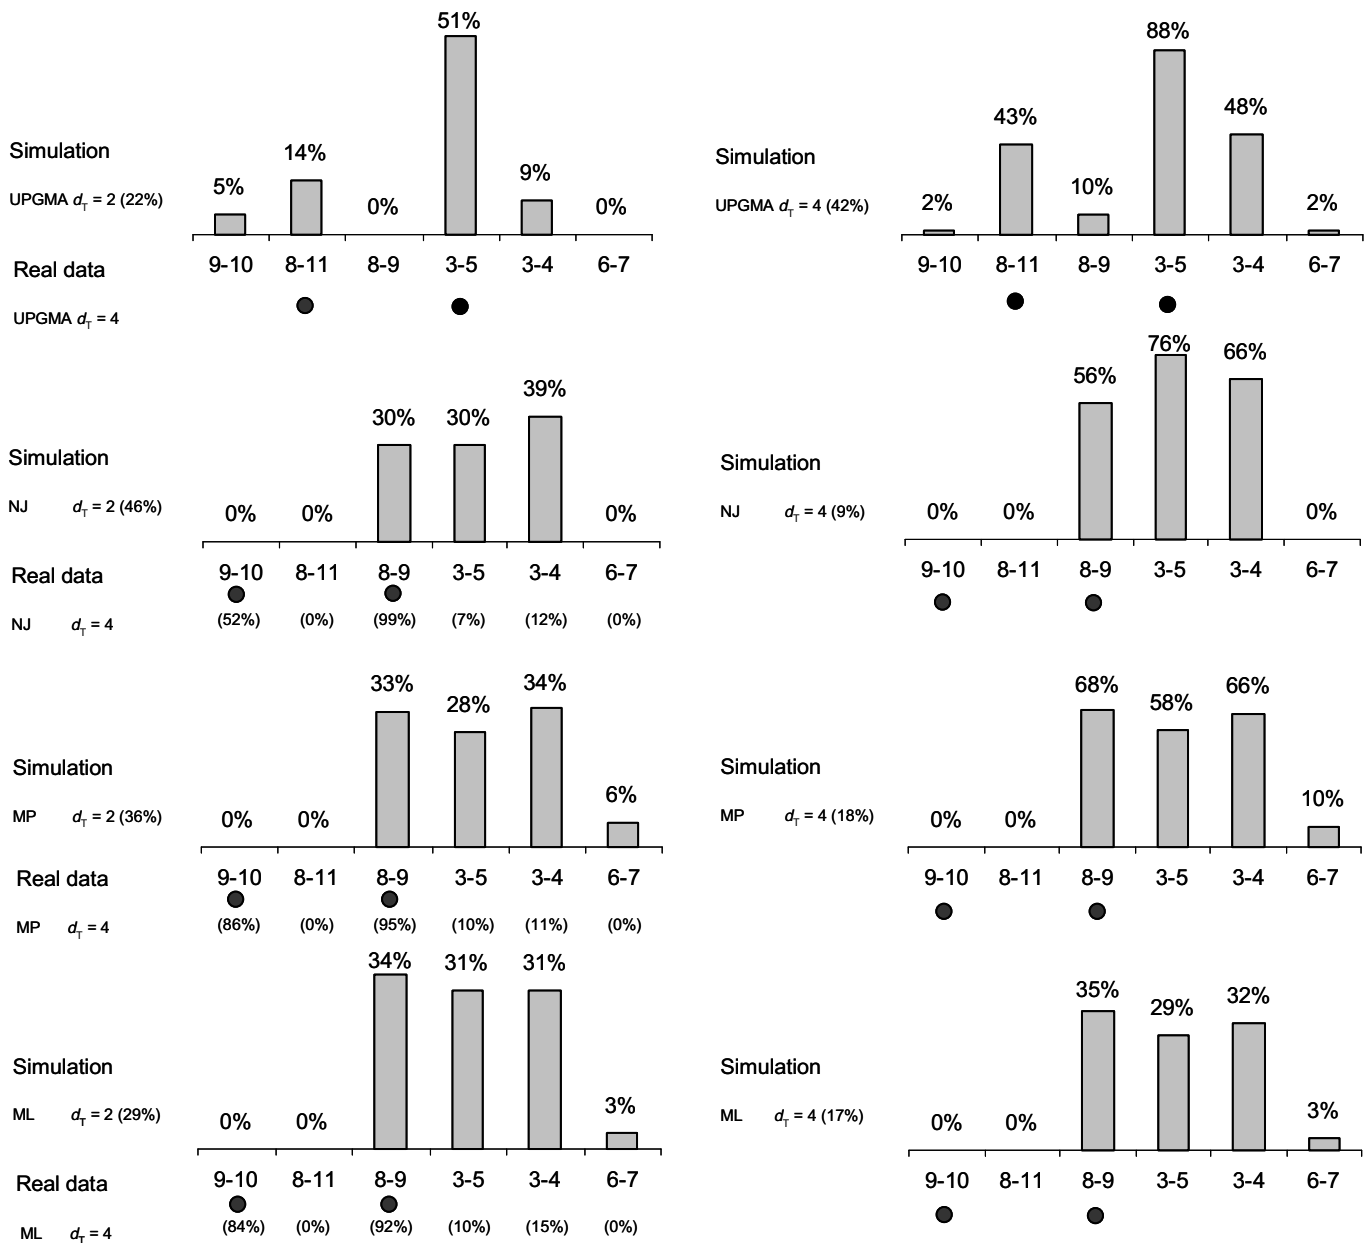 51%
14%
5%
0%
9%
0%
Simulation
UPGMA dT = 2 (22%)
9-10 8-11 8-9 3-5 3-4 6-7
Real data
UPGMA dT = 4
88%
43%
48%
10%
2%
2%
Simulation
UPGMA dT = 4 (42%)
9-10 8-11 8-9 3-5 3-4 6-7
39%
30% 30%
0% 0% 0%
Simulation
NJ dT = 2 (46%)
9-10 8-11 8-9 3-5 3-4 6-7
Real data
NJ dT = 4
(52%) (0%) (99%) (7%) (12%) (0%)
76%
66%
56%
0% 0% 0%
Simulation
NJ dT = 4 (9%)
9-10 8-11 8-9 3-5 3-4 6-7
33% 34%
28%
6%
0% 0%
Simulation
MP dT = 2 (36%)
9-10 8-11 8-9 3-5 3-4 6-7
Real data
MP dT = 4
(86%) (0%) (95%) (10%) (11%) (0%)
68% 66%
58%
10%
0% 0%
Simulation
MP dT = 4 (18%)
9-10 8-11 8-9 3-5 3-4 6-7
34% 31% 31%
3%
0% 0%
Simulation
ML dT = 2 (29%)
9-10 8-11 8-9 3-5 3-4 6-7
Real data
ML dT = 4
(84%) (0%) (92%) (10%) (15%) (0%)
35% 32%
29%
3%
0% 0%
Simulation
ML dT = 4 (17%)
9-10 8-11 8-9 3-5 3-4 6-7